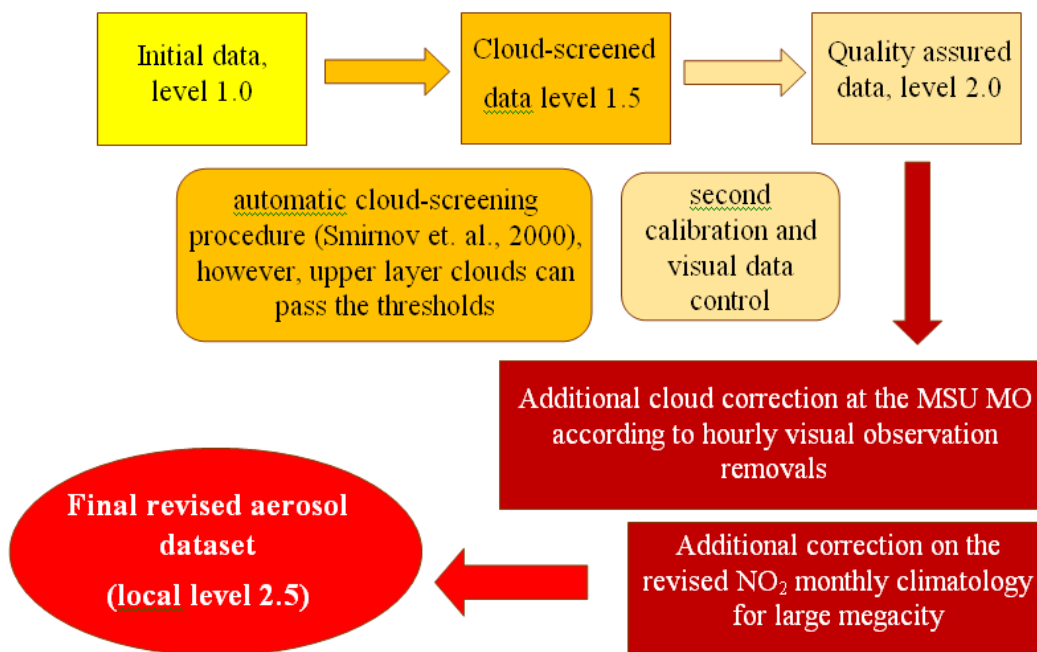 Initial data,
level 1.0
Cloud-screened
data level 1.5
Quality assured
data, level 2.0
automatic cloud-screening
procedure (Smirnov et. al., 2000),
however, upper layer clouds can
pass the thresholds
second
calibration and
visual data
control
Additional cloud correction at the MSU MO
according to hourly visual observation
removals
Additional correction on the
revised NO₂ monthly climatology
for large megacity
Final revised aerosol
dataset
(local level 2.5)